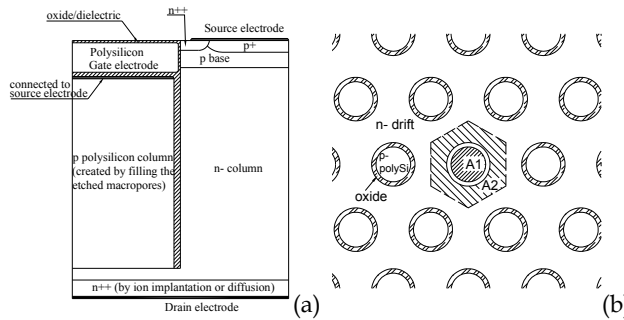 oxide/dielectric
n++
Source electrode
Polysilicon
Gate electrode
p+
p base
connected to
source electrode
p polysilicon column
(created by filling the
etched macropores)
n- column
n++ (by ion implantation or diffusion)
Drain electrode
(a)
n- drift
p-
polySi
A1
A2
oxide
(b)